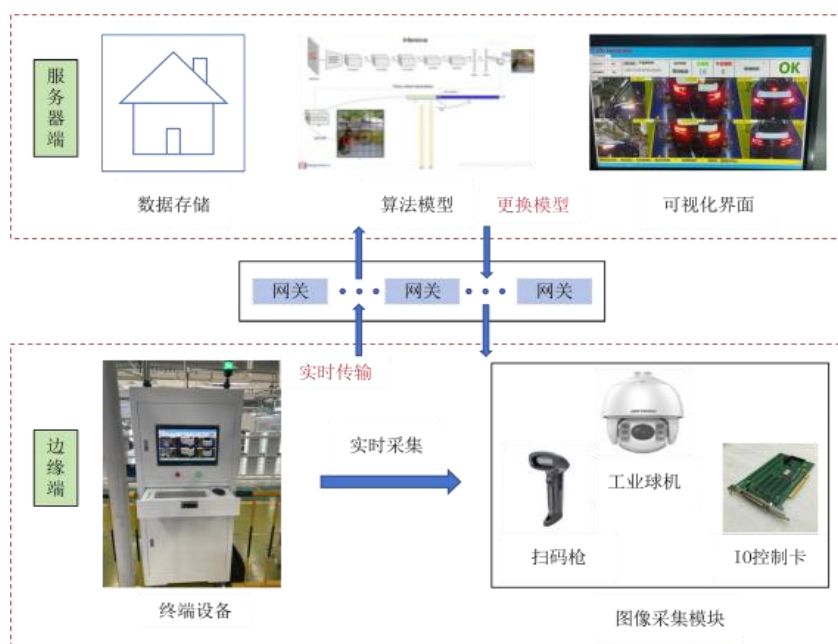 服务器端
Inference
OK
数据存储
算法模型
更换模型
可视化界面
网关
网关
网关
实时传输
边缘端
实时采集
工业球机
扫码枪
IO控制卡
终端设备
图像采集模块